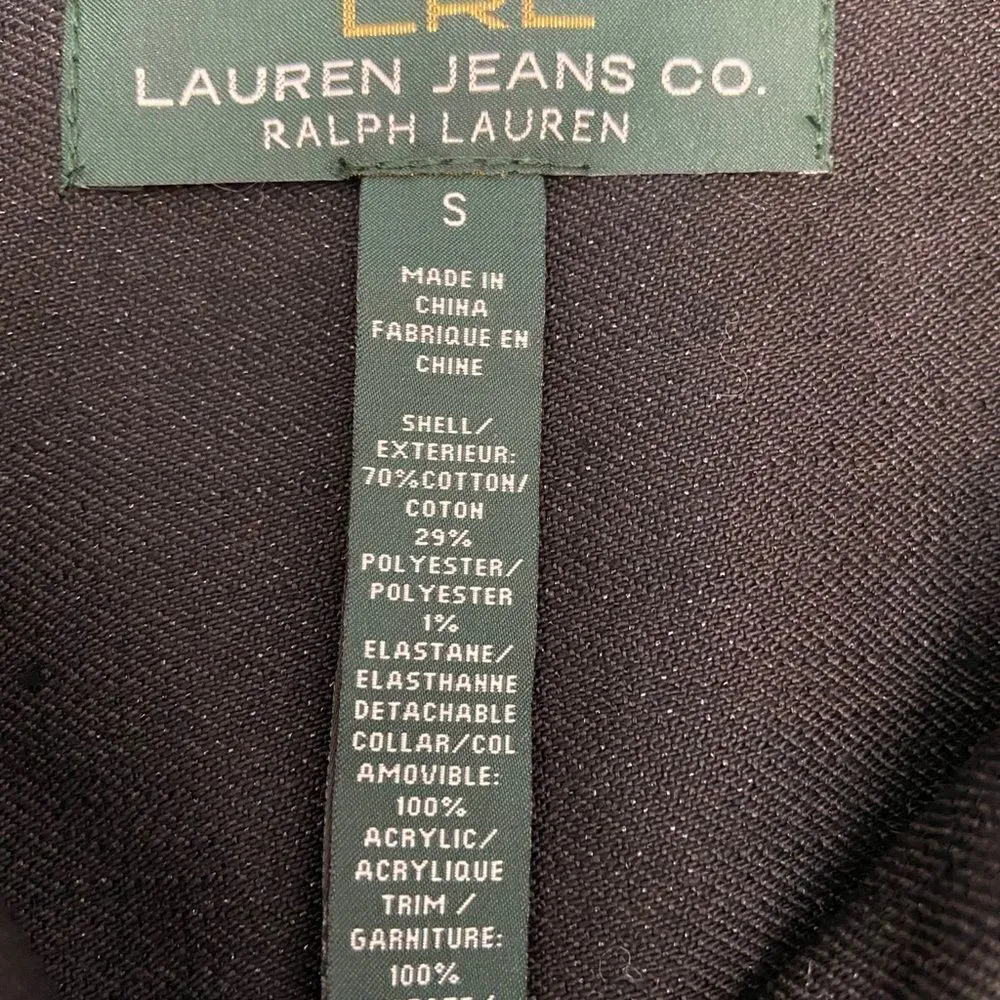 LRL
LAUREN JEANS CO.
RALPH LAUREN
S
MADE IN
CHINA
FABRIQUE EN
CHINE
SHELL/
EXTERIEUR:
70%COTTON/
COTON
29%
POLYESTER/
POLYESTER
1%
ELASTANE/
ELASTHANNE
DETACHABLE
COLLAR/COL
AMOVIBLE:
100%
ACRYLIC/
ACRYLIQUE
TRIM /
GARNITURE:
100%